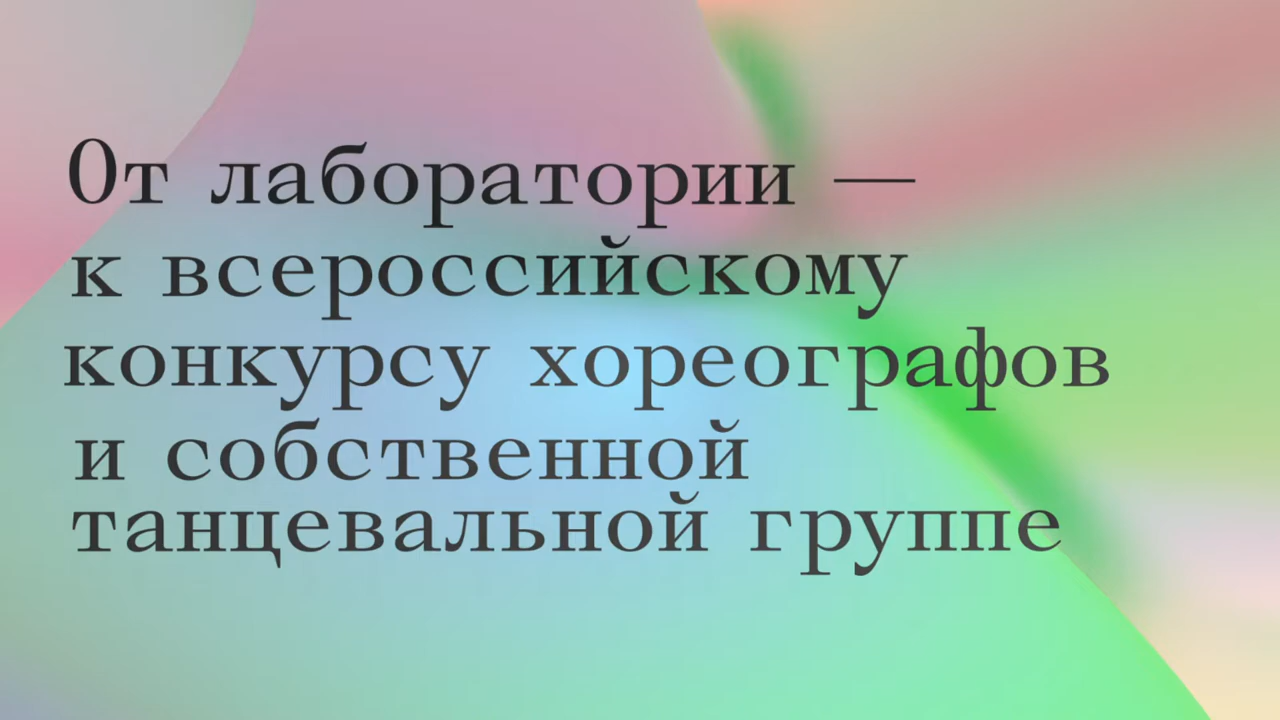 От лаборатории —
к всероссийскому
конкурсу хореографов
и собственной
танцевальной группе